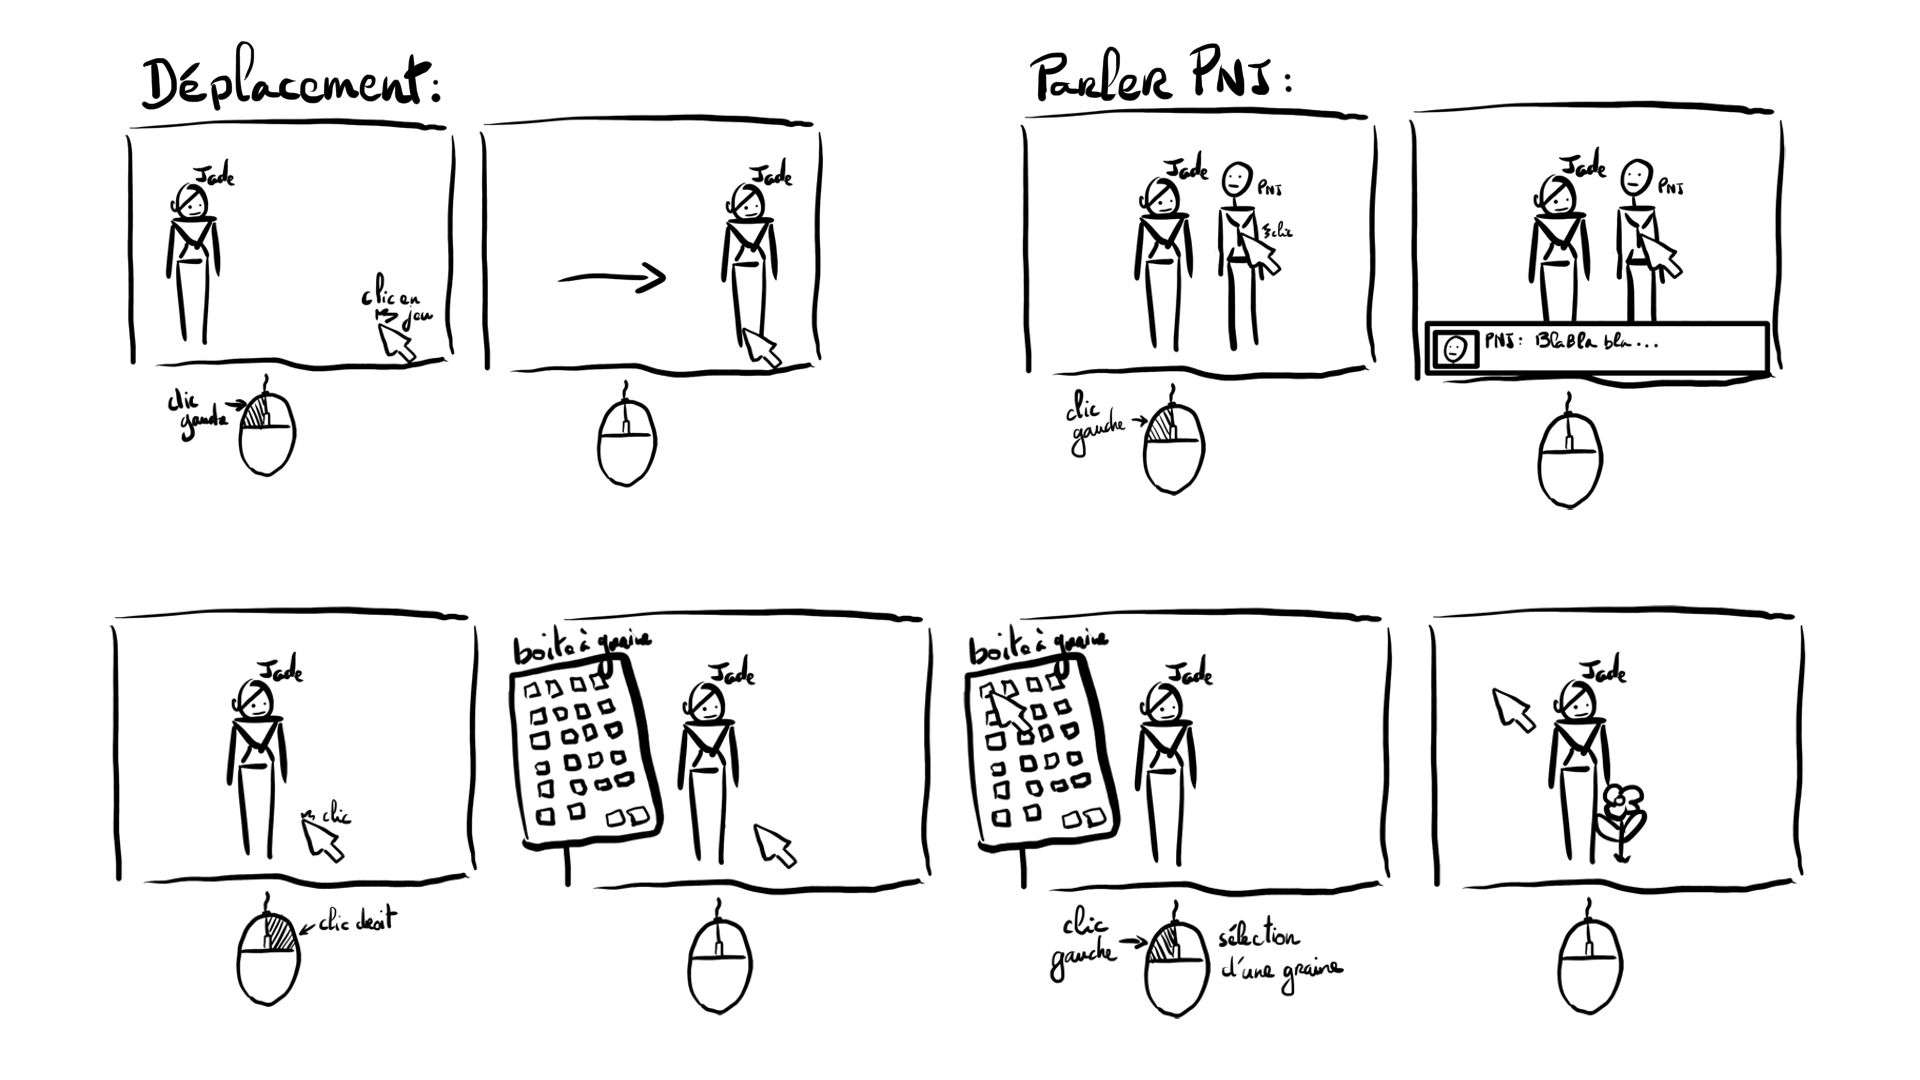 Déplacement:
Jade
clic en
jeu
clic
gauche
Jade
Parler PNJ:
Jade
PNJ
clic
clic
gauche
Jade
PNJ
PNJ: Blabla bla...
Jade
clic
clic droit
boite à graine
Jade
boite à graine
Jade
clic
gauche
sélection
d'une graine
Jade